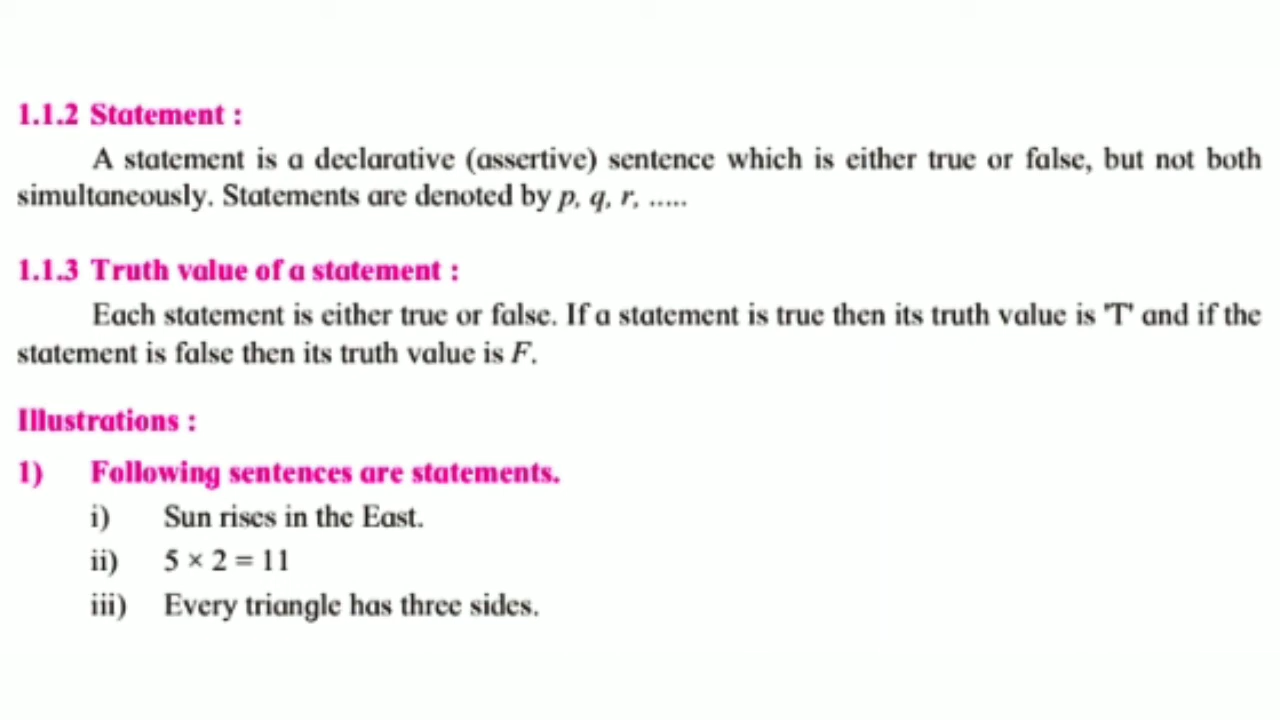 1.1.2 Statement :
A statement is a declarative (assertive) sentence which is either true or false, but not both
simultaneously. Statements are denoted by p, q, r, .....
1.1.3 Truth value of a statement :
Each statement is either true or false. If a statement is true then its truth value is 'T' and if the
statement is false then its truth value is F.
Illustrations :
1) Following sentences are statements.
i) Sun rises in the East.
ii) 5 × 2 = 11
iii) Every triangle has three sides.